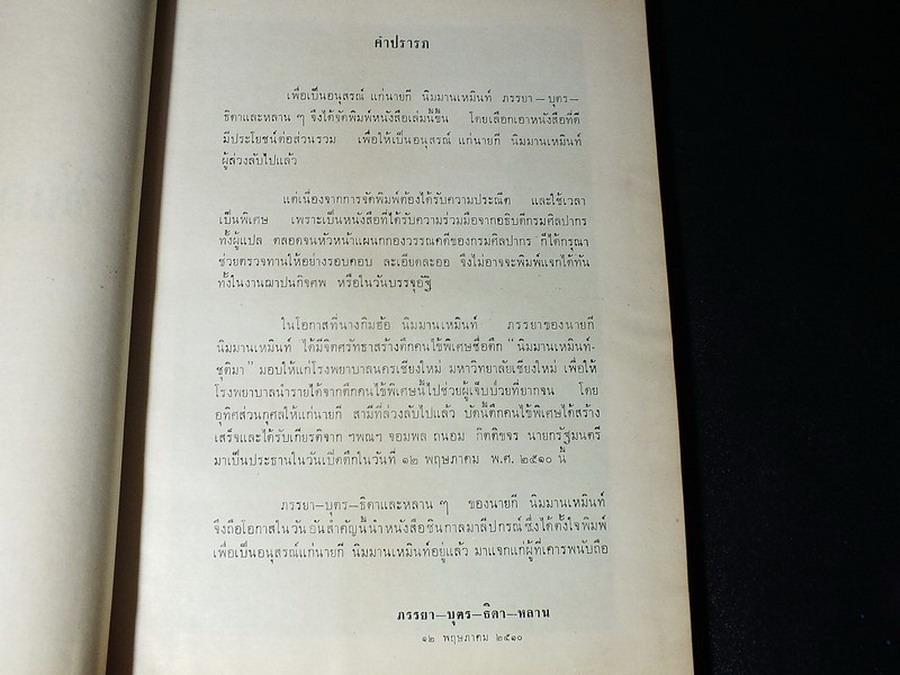 คำปรารภ
เพื่อเป็นอนุสรณ์ แก่นายกี นิมมานเหมินท์ ภรรยา—บุตร—
ธิดาและหลาน ๆ จึงได้จัดพิมพ์หนังสือเล่มนี้ขึ้น โดยเลือกเอาหนังสือที่ดี
มีประโยชน์ต่อส่วนรวม เพื่อให้เป็นอนุสรณ์ แก่นายกี นิมมานเหมินท์
ผู้ล่วงลับไปแล้ว
แต่เนื่องจากการจัดพิมพ์ต้องได้รับความประณีต และใช้เวลา
เป็นพิเศษ เพราะเป็นหนังสือที่ได้รับความร่วมมือจากอธิบดีกรมศิลปากร
ทั้งผู้แปล ตลอดจนหัวหน้าแผนกกองวรรณคดีของกรมศิลปากร ก็ได้กรุณา
ช่วยตรวจทานให้อย่างรอบคอบ ละเอียดละออ จึงไม่อาจจะพิมพ์แจกได้ทัน
ทั้งในงานฌาปนกิจศพ หรือในวันบรรจุอัฐิ
ในโอกาสที่นางกิมฮ้อ นิมมานเหมินท์ ภรรยาของนายกี
นิมมานเหมินท์ ได้มีจิตศรัทธาสร้างตึกคนไข้พิเศษชื่อตึก “นิมมานเหมินท์-
ชุติมา” มอบให้แก่โรงพยาบาลนครเชียงใหม่ มหาวิทยาลัยเชียงใหม่ เพื่อให้
โรงพยาบาลนำรายได้จากตึกคนไข้พิเศษนี้ไปช่วยผู้เจ็บป่วยที่ยากจน โดย
อุทิศส่วนกุศลให้แก่นายกี สามีที่ล่วงลับไปแล้ว บัดนี้ตึกคนไข้พิเศษได้สร้าง
เสร็จและได้รับเกียรติจาก ฯพณฯ จอมพล ถนอม กิตติขจร นายกรัฐมนตรี
มาเป็นประธานในวันเปิดตึกในวันที่ ๑๒ พฤษภาคม พ.ศ. ๒๕๑๐ นี้
ภรรยา—บุตร—ธิดาและหลาน ๆ ของนายกี นิมมานเหมินท์
จึงถือโอกาสในวันอันสำคัญนี้นำหนังสือชินกาลมาลีปกรณ์ซึ่งได้ตั้งใจพิมพ์
เพื่อเป็นอนุสรณ์แก่นายกี นิมมานเหมินท์อยู่แล้ว มาแจกแก่ผู้ที่เคารพนับถือ
ภรรยา—บุตร—ธิดา—หลาน
๑๒ พฤษภาคม ๒๕๑๐